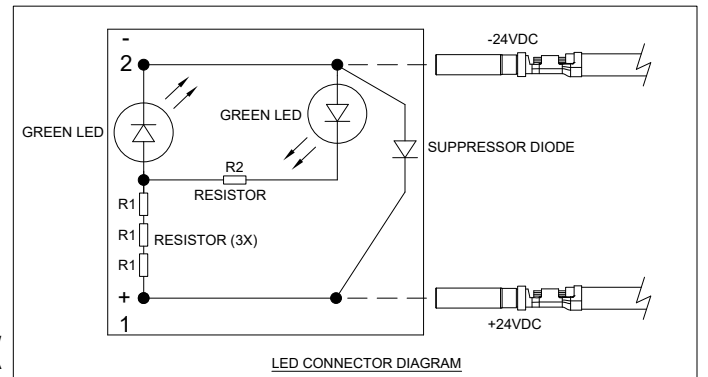 -
2
-24VDC
GREEN LED
GREEN LED
SUPPRESSOR DIODE
R2
RESISTOR
R1
R1
RESISTOR (3X)
R1
+
1
+24VDC
LED CONNECTOR DIAGRAM